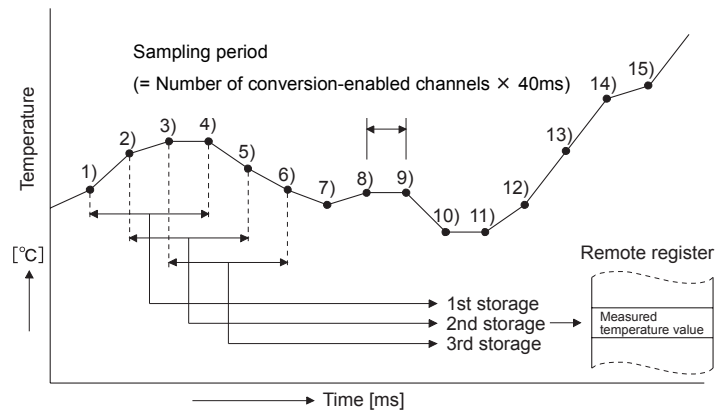 Sampling period
(= Number of conversion-enabled channels × 40ms)
Temperature
[°C]
1)
2)
3)
4)
5)
6)
7)
8)
9)
10)
11)
12)
13)
14)
15)
Remote register
Measured
temperature value
1st storage
2nd storage
3rd storage
Time [ms]